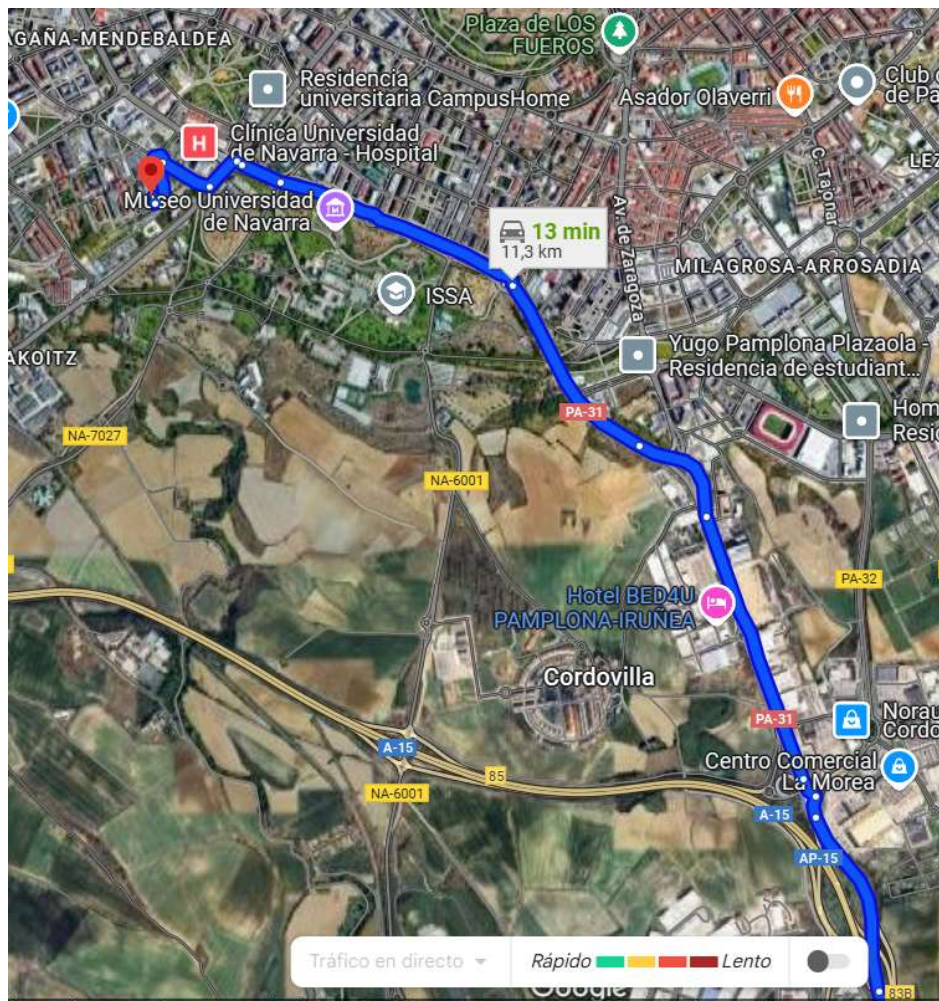 Plaza de LOS
FUEROS
AGAÑA-MENDEBALDEA
Residencia
universitaria CampusHome
Asador Olaverri
Club
de Pa
Clínica Universidad
de Navarra - Hospital
H
C. Tajonar
LEZ
Museo Universidad
de Navarra
13 min
11,3 km
Av. de Zaragoza
MILAGROSA-ARROSADIA
ISSA
AKOITZ
Yugo Pamplona Plazaola -
Residencia de estudiant...
PA-31
Hom
Resid
NA-7027
NA-6001
PA-32
Hotel BED4U
PAMPLONA-IRUÑEA
Cordovilla
PA-31
Norau
Cordo
A-15
85
Centro Comercial
La Morea
NA-6001
A-15
AP-15
Tráfico en directo
Rápido
Lento
Google
83B